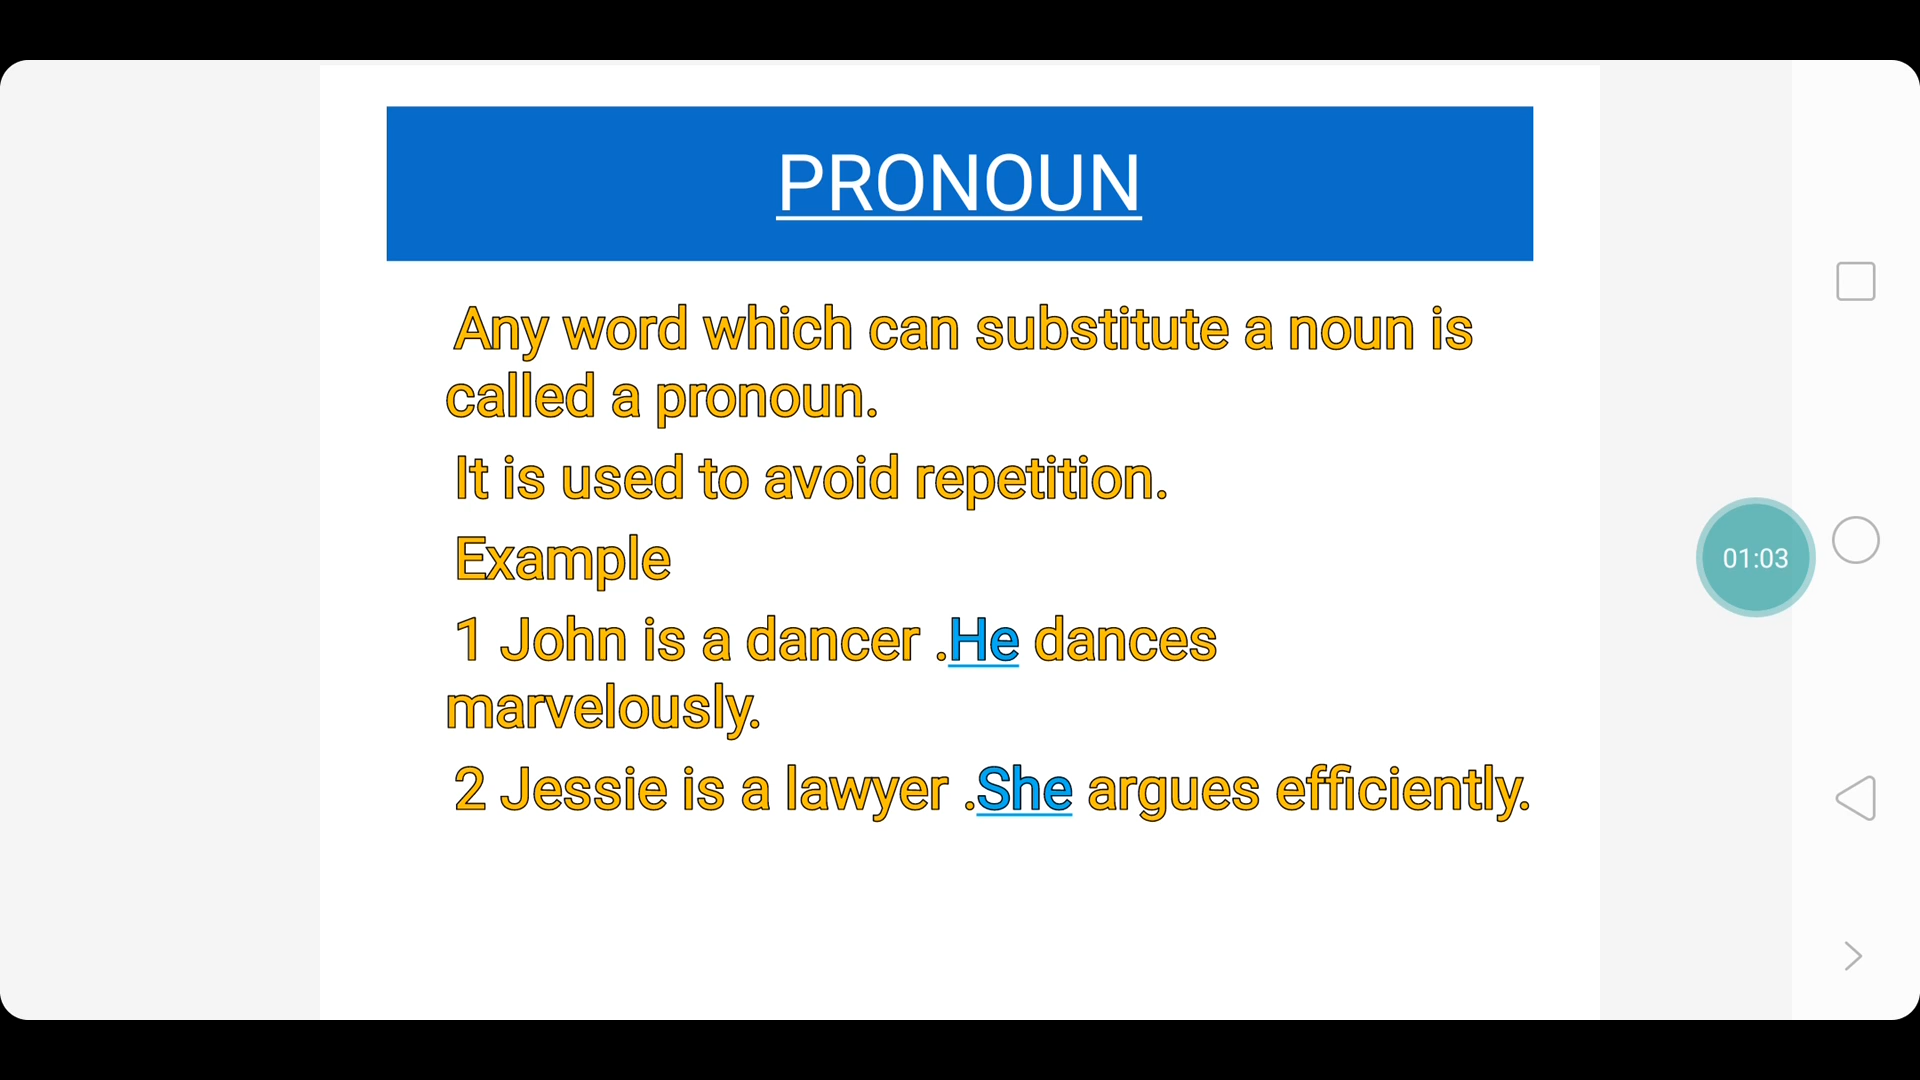 PRONOUN
Any word which can substitute a noun is
called a pronoun.
It is used to avoid repetition.
Example
1 John is a dancer .He dances
marvelously.
2 Jessie is a lawyer .She argues efficiently.
01:03